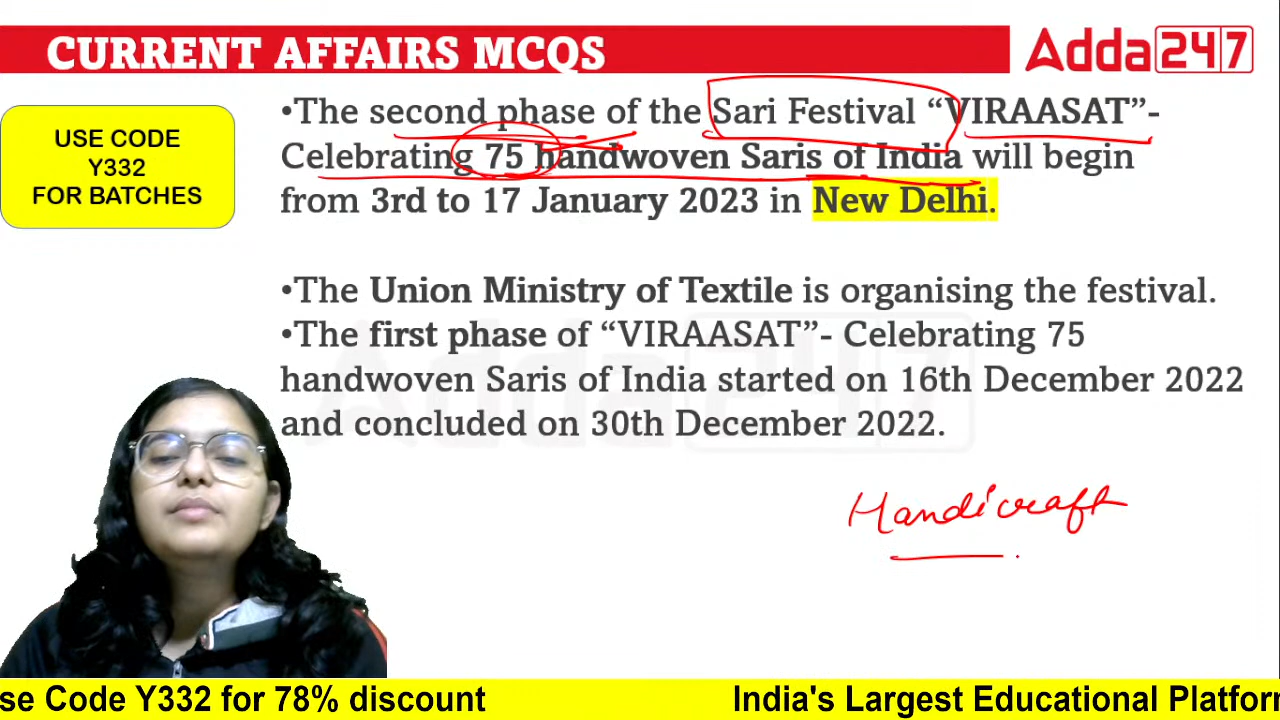 CURRENT AFFAIRS MCQS
Adda247
USE CODE
Y332
FOR BATCHES
•The second phase of the Sari Festival “VIRAASAT”-
Celebrating 75 handwoven Saris of India will begin
from 3rd to 17 January 2023 in New Delhi.
•The Union Ministry of Textile is organising the festival.
•The first phase of “VIRAASAT”- Celebrating 75
handwoven Saris of India started on 16th December 2022
and concluded on 30th December 2022.
Adda247
Handicraft
se Code Y332 for 78% discount
India's Largest Educational Platforr